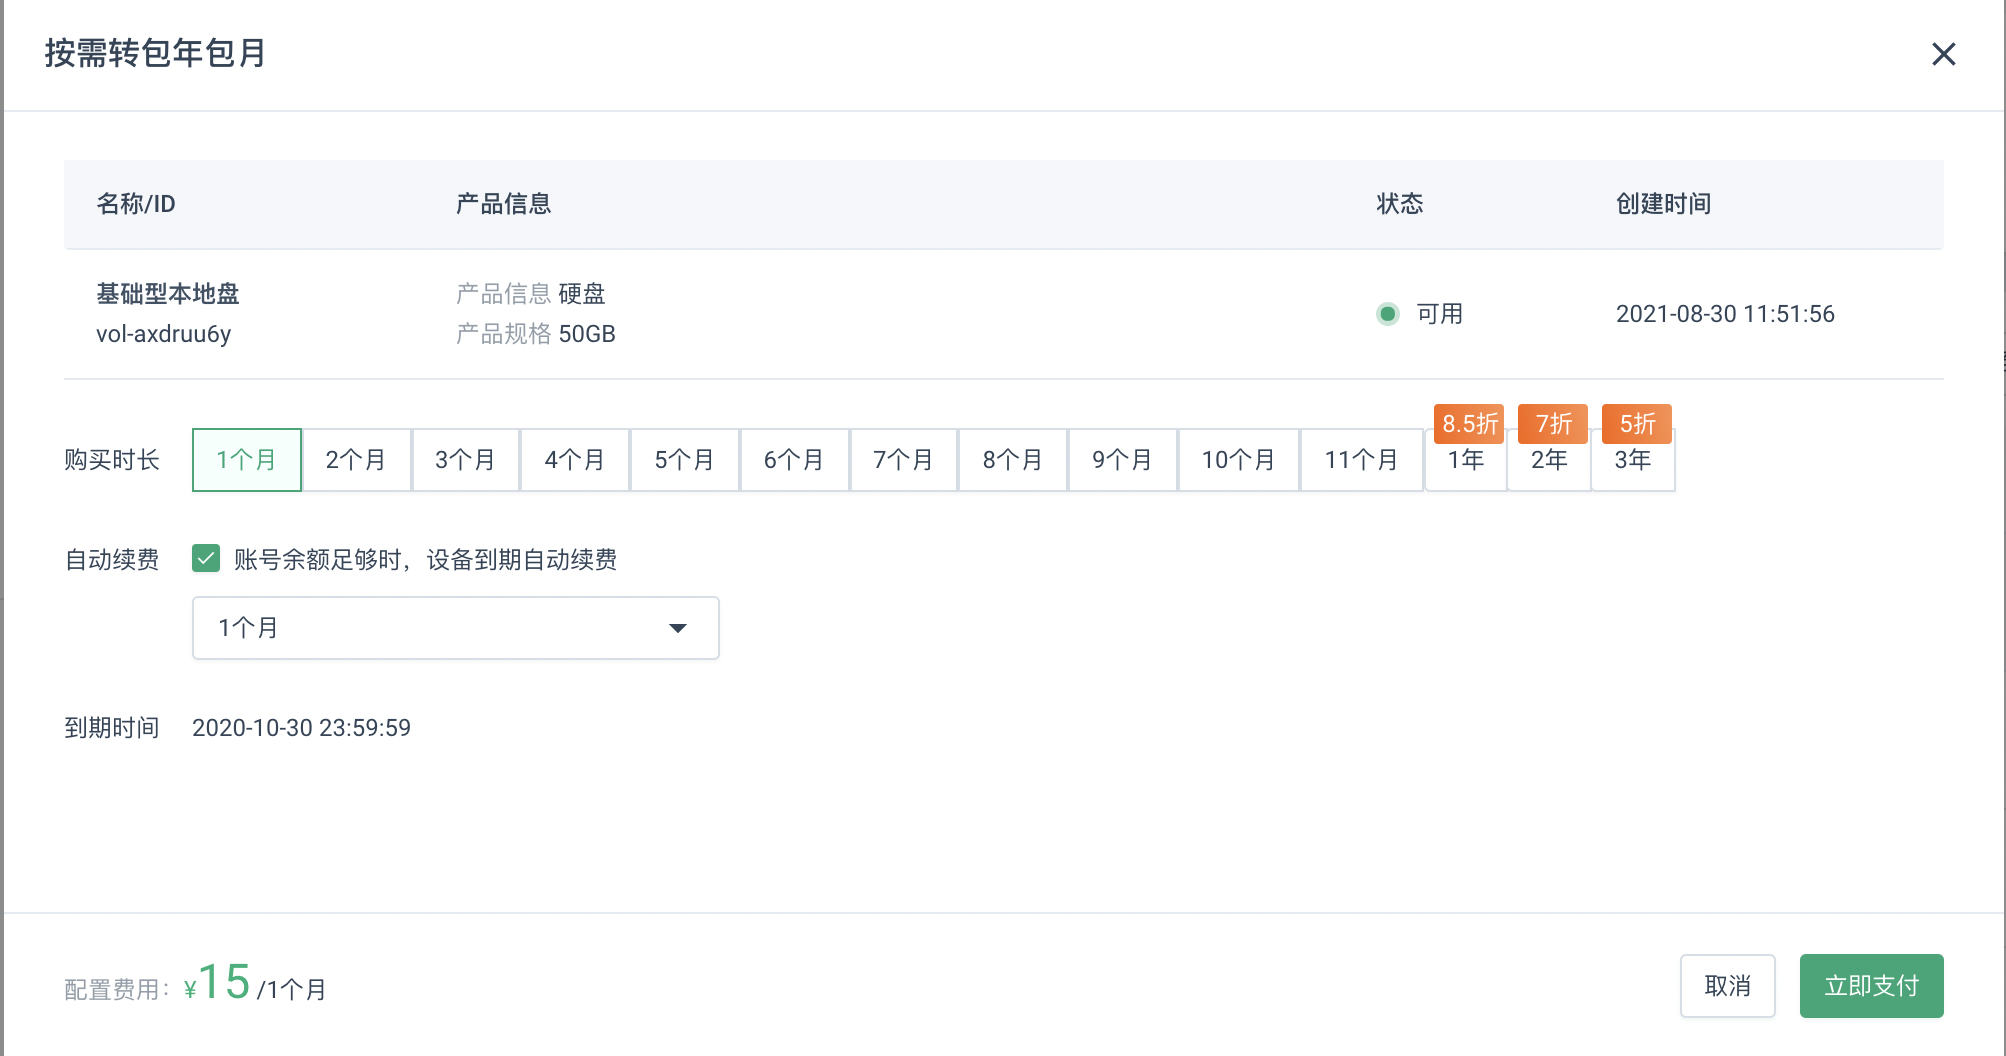 按需转包年包月
名称/ID 产品信息 状态 创建时间
基础型本地盘 产品信息 硬盘
vol-axdruu6y 产品规格 50GB 可用 2021-08-30 11:51:56
8.5折 7折 5折
购买时长 1个月 2个月 3个月 4个月 5个月 6个月 7个月 8个月 9个月 10个月 11个月 1年 2年 3年
自动续费 账号余额足够时，设备到期自动续费
1个月
到期时间 2020-10-30 23:59:59
配置费用：¥15 /1个月 取消 立即支付